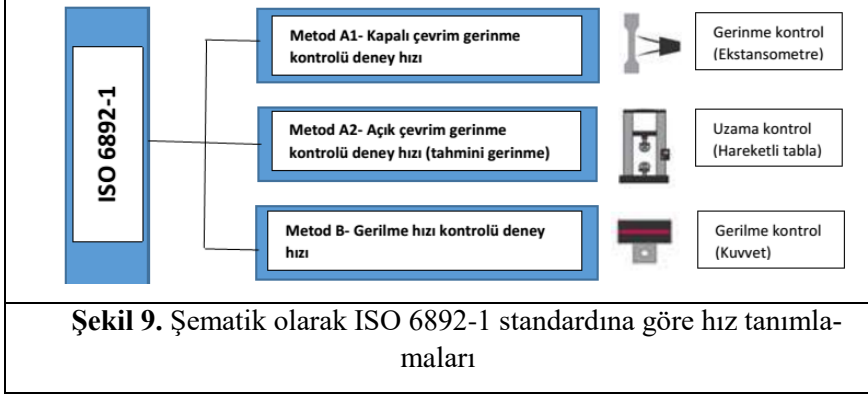 ISO 6892-1
Metod A1- Kapalı çevrim gerinme
kontrolü deney hızı
Gerinme kontrol
(Ekstansometre)
Metod A2- Açık çevrim gerinme
kontrolü deney hızı (tahmini gerinme)
Uzama kontrol
(Hareketli tabla)
Metod B- Gerilme hızı kontrolü deney
hızı
Gerilme kontrol
(Kuvvet)
Şekil 9. Şematik olarak ISO 6892-1 standardına göre hız tanımla-
maları